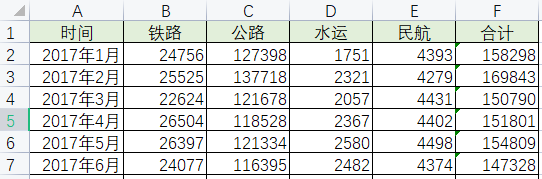 A B C D E F
1 时间 铁路 公路 水运 民航 合计
2 2017年1月 24756 127398 1751 4393 158298
3 2017年2月 25525 137718 2321 4279 169843
4 2017年3月 22624 121678 2057 4431 150790
5 2017年4月 26504 118528 2367 4402 151801
6 2017年5月 26397 121334 2580 4498 154809
7 2017年6月 24077 116395 2482 4374 147328